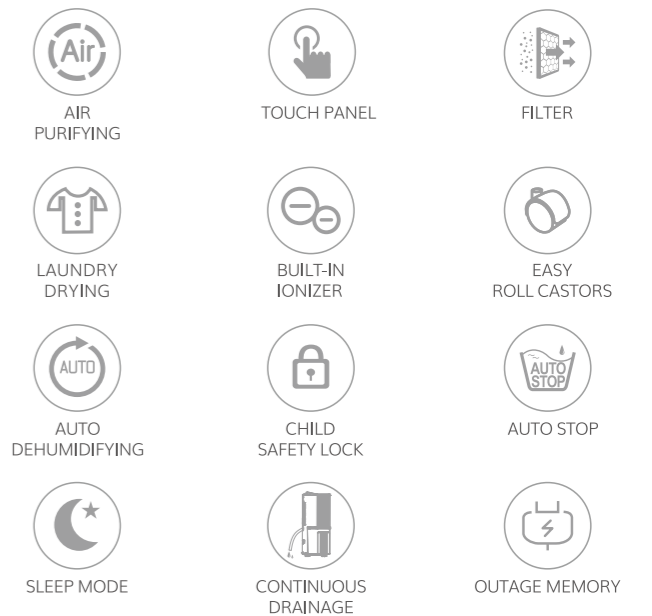 Air
AIR
PURIFYING
TOUCH PANEL
FILTER
LAUNDRY
DRYING
BUILT-IN
IONIZER
EASY
ROLL CASTORS
AUTO
AUTO
DEHUMIDIFYING
CHILD
SAFETY LOCK
AUTO
STOP
AUTO STOP
SLEEP MODE
CONTINUOUS
DRAINAGE
OUTAGE MEMORY